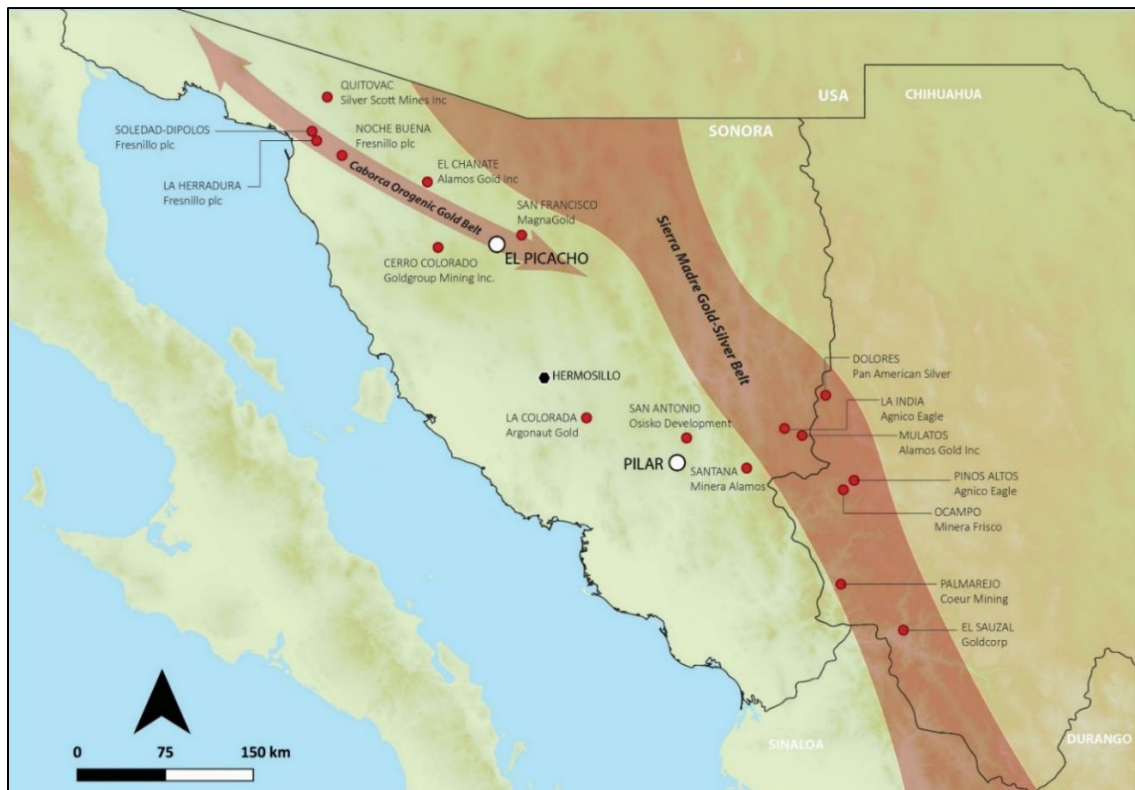 USA
CHIHUAHUA
QUITOVAC
Silver Scott Mines Inc
SONORA
SOLEDAD-DIPOLOS
Fresnillo plc
NOCHE BUENA
Fresnillo plc
EL CHANATE
Alamos Gold Inc
LA HERRADURA
Fresnillo plc
Caborca Orogenic Gold Belt
SAN FRANCISCO
MagnaGold
EL PICACHO
CERRO COLORADO
Goldgroup Mining Inc.
Sierra Madre Gold-Silver Belt
DOLORES
Pan American Silver
HERMOSILLO
LA INDIA
Agnico Eagle
LA COLORADA
Argonaut Gold
SAN ANTONIO
Osisko Development
MULATOS
Alamos Gold Inc
PILAR
SANTANA
Minera Alamos
PINOS ALTOS
Agnico Eagle
OCAMPO
Minera Frisco
PALMAREJO
Coeur Mining
EL SAUZAL
Goldcorp
SINALOA
DURANGO
0 75 150 km